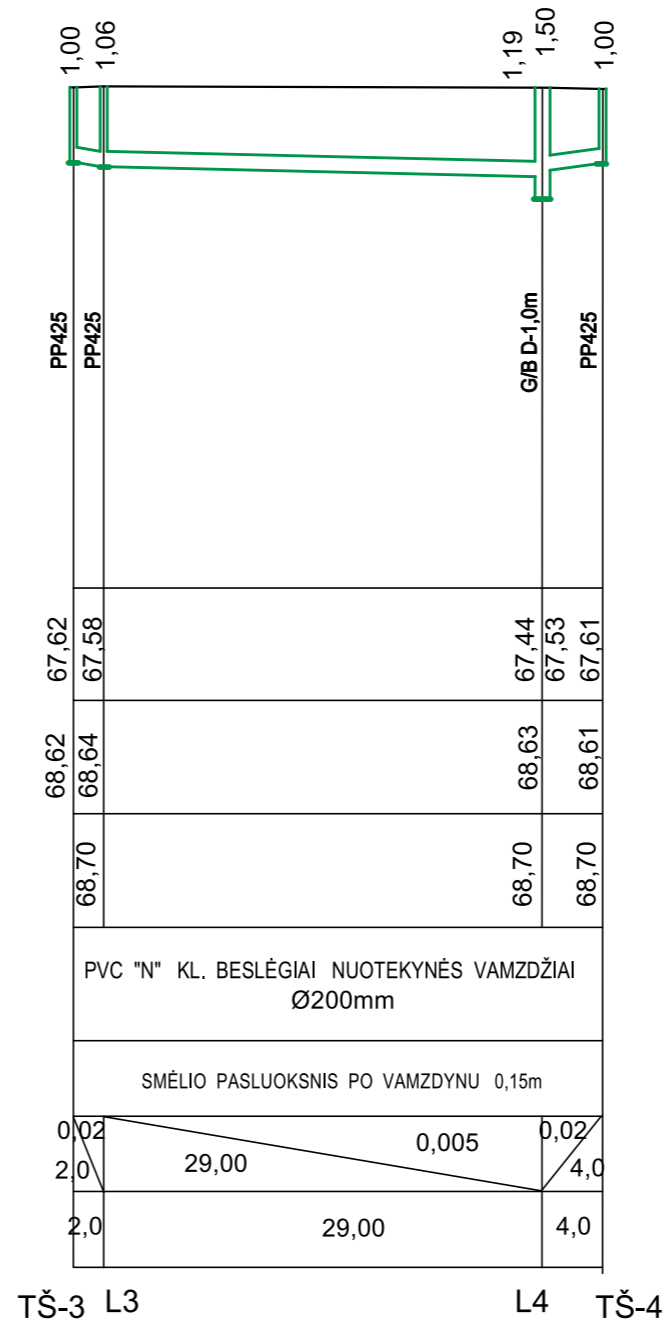 1,00 1,06 1,19 1,50 1,00
PP425 PP425 G/B D-1,0m PP425
67,62 67,58 67,44 67,53 67,61
68,62 68,64 68,63 68,61
68,70 68,70 68,70
PVC "N" KL. BESLĖGIAI NUOTEKYNĖS VAMZDŽIAI
Ø200mm
SMĖLIO PASLUOKSNIS PO VAMZDYNU 0,15m
0,02 0,005 0,02
2,0 29,00 4,0
2,0 29,00 4,0
TŠ-3 L3 L4 TŠ-4